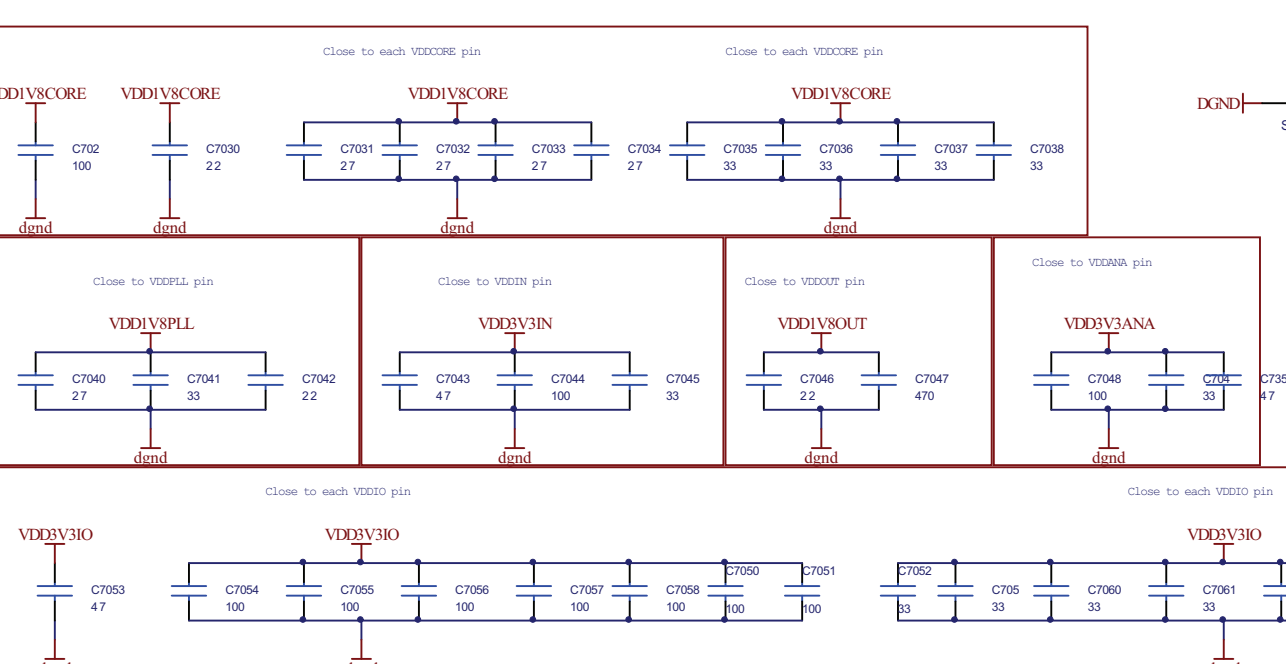 Close to each VDDCORE pin
Close to each VDDCORE pin
DD1V8CORE
VDD1V8CORE
VDD1V8CORE
VDD1V8CORE
DGND
C702
100
C7030
22
C7031
27
C7032
27
C7033
27
C7034
27
C7035
33
C7036
33
C7037
33
C7038
33
dgnd
dgnd
dgnd
dgnd
Close to VDDPLL pin
Close to VDDIN pin
Close to VDDOUT pin
Close to VDDANA pin
VDD1V8PLL
VDD3V3IN
VDD1V8OUT
VDD3V3ANA
C7040
27
C7041
33
C7042
22
C7043
47
C7044
100
C7045
33
C7046
22
C7047
470
C7048
100
C704
33
C735
47
dgnd
dgnd
dgnd
dgnd
Close to each VDDIO pin
Close to each VDDIO pin
VDD3V3IO
VDD3V3IO
VDD3V3IO
C7053
47
C7054
100
C7055
100
C7056
100
C7057
100
C7058
100
C7050
100
C7051
100
C7052
33
C705
33
C7060
33
C7061
33